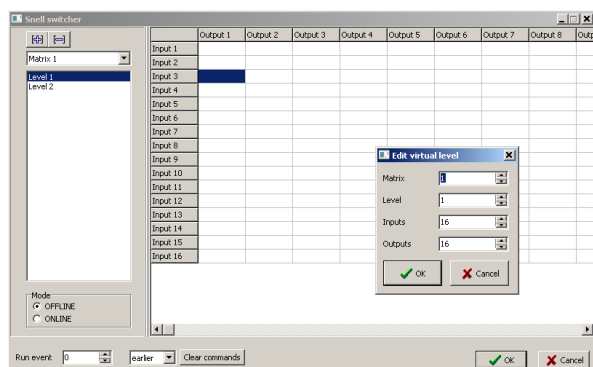 Snell switcher
Matrix 1
Level 1
Level 2
Mode
OFFLINE
ONLINE
Output 1 Output 2 Output 3 Output 4 Output 5 Output 6 Output 7 Output 8 Outp
Input 1
Input 2
Input 3
Input 4
Input 5
Input 6
Input 7
Input 8
Input 9
Input 10
Input 11
Input 12
Input 13
Input 14
Input 15
Input 16
Edit virtual level
Matrix 1
Level 1
Inputs 16
Outputs 16
OK Cancel
Run event 0 earlier Clear commands OK Cancel